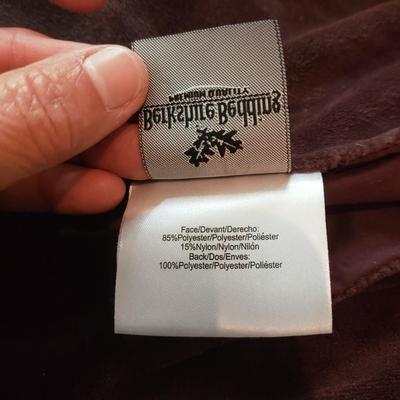 Berkshire Bedding
PREMIUM QUALITY
Face/Devant/Derecho:
85%Polyester/Polyester/Poliéster
15%Nylon/Nylon/Nilón
Back/Dos/Enves:
100%Polyester/Polyester/Poliéster